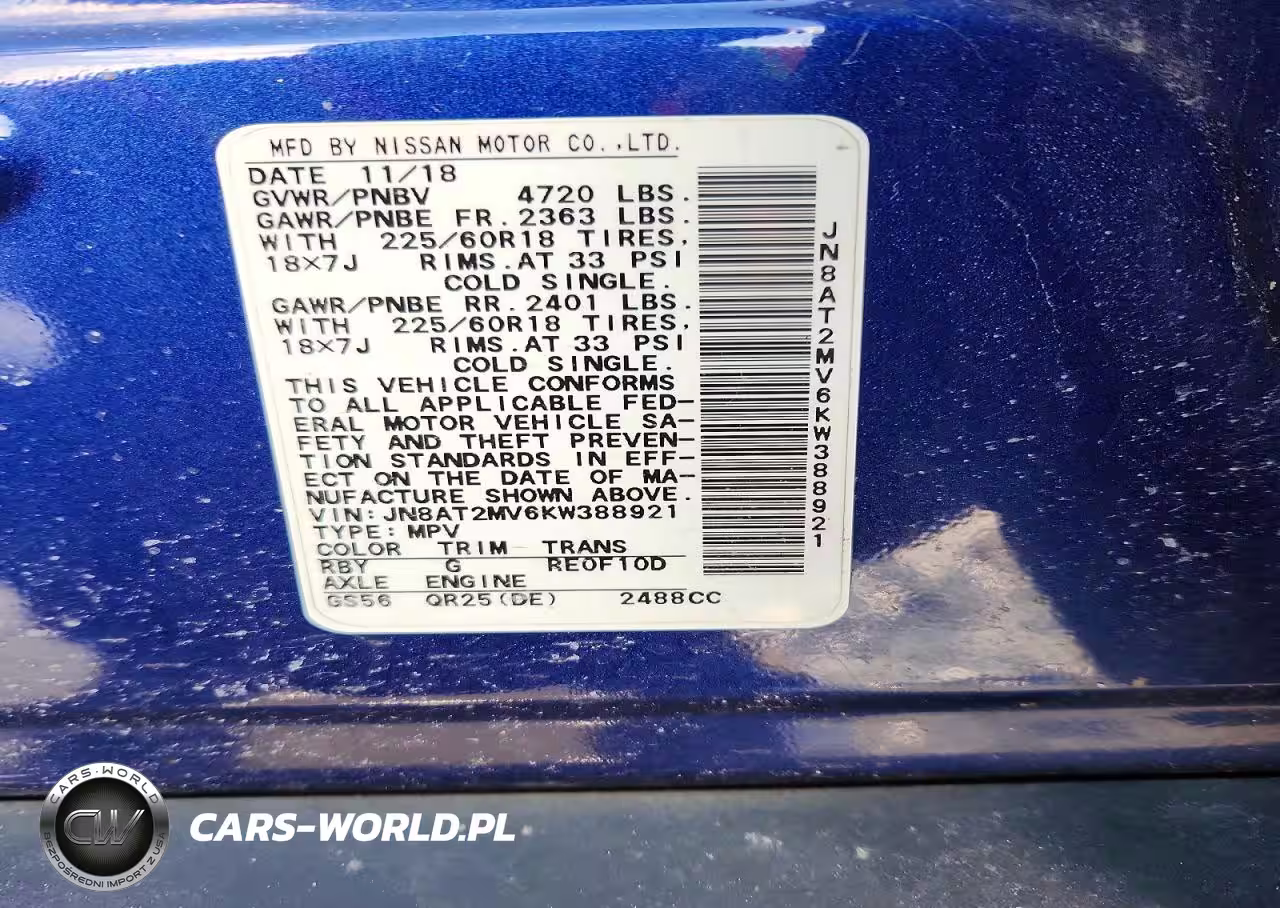 MFD BY NISSAN MOTOR CO.,LTD.
DATE 11/18
GVWR/PNBV 4720 LBS.
GAWR/PNBE FR.2363 LBS.
WITH 225/60R18 TIRES,
18X7J RIMS.AT 33 PSI
COLD SINGLE.
GAWR/PNBE RR.2401 LBS.
WITH 225/60R18 TIRES,
18X7J RIMS.AT 33 PSI
COLD SINGLE.
THIS VEHICLE CONFORMS
TO ALL APPLICABLE FED-
ERAL MOTOR VEHICLE SA-
FETY AND THEFT PREVEN-
TION STANDARDS IN EFF-
ECT ON THE DATE OF MA-
NUFACTURE SHOWN ABOVE.
VIN:JN8AT2MV6KW388921
TYPE:MPV
COLOR TRIM TRANS
RBY G RE0F10D
AXLE ENGINE
GS56 QR25(DE) 2488CC
JN8AT2MV6KW388921
CARS-WORLD
CW
BEZPOŚREDNI IMPORT Z USA
CARS-WORLD.PL